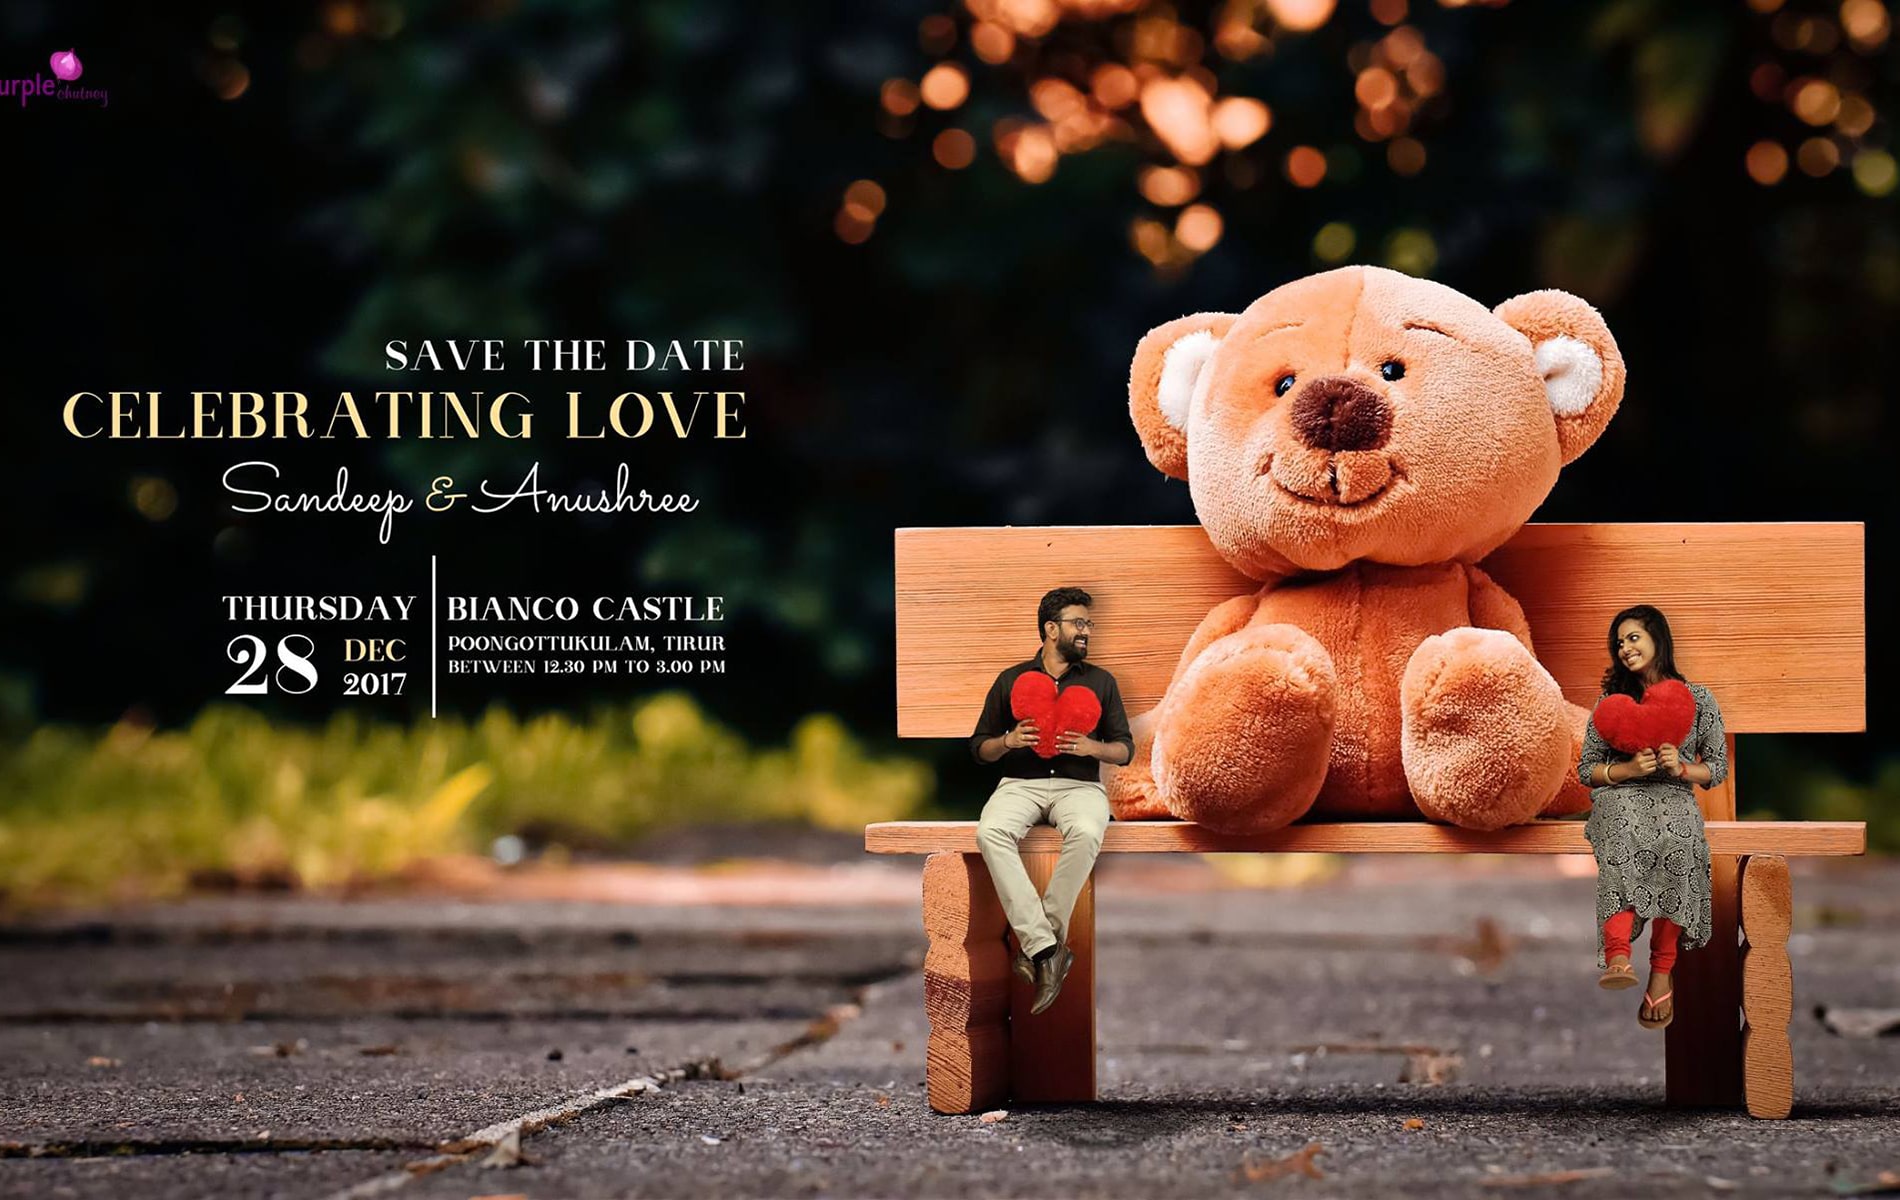 urple
chutney
SAVE THE DATE
CELEBRATING LOVE
Sandeep & Anushree
THURSDAY
28 DEC
2017
BIANCO CASTLE
POONGOTTUKULAM, TIRUR
BETWEEN 12.30 PM TO 3.00 PM